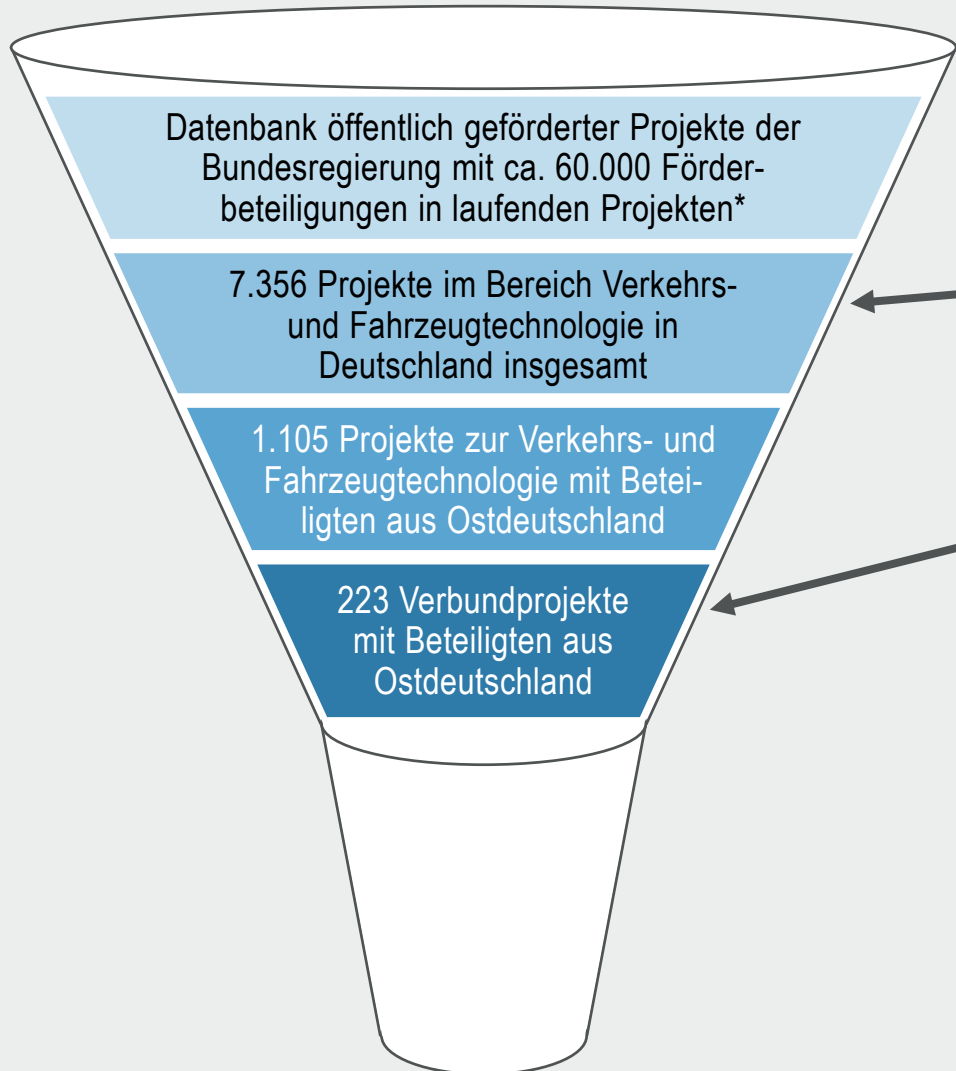 Datenbank öffentlich geförderter Projekte der
Bundesregierung mit ca. 60.000 Förder-
beteiligungen in laufenden Projekten*
7.356 Projekte im Bereich Verkehrs-
und Fahrzeugtechnologie in
Deutschland insgesamt
1.105 Projekte zur Verkehrs- und
Fahrzeugtechnologie mit Betei-
ligten aus Ostdeutschland
223 Verbundprojekte
mit Beteiligten aus
Ostdeutschland